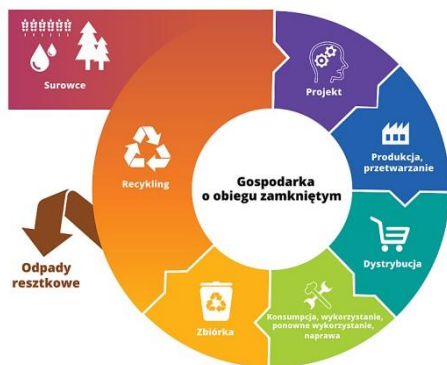 Surowce
Projekt
Produkcja,
przetwarzanie
Dystrybucja
Konsumpcja, wykorzystanie,
ponowne wykorzystanie,
naprawa
Zbiórka
Recykling
Odpady
resztkowe
Gospodarka
o obiegu zamkniętym